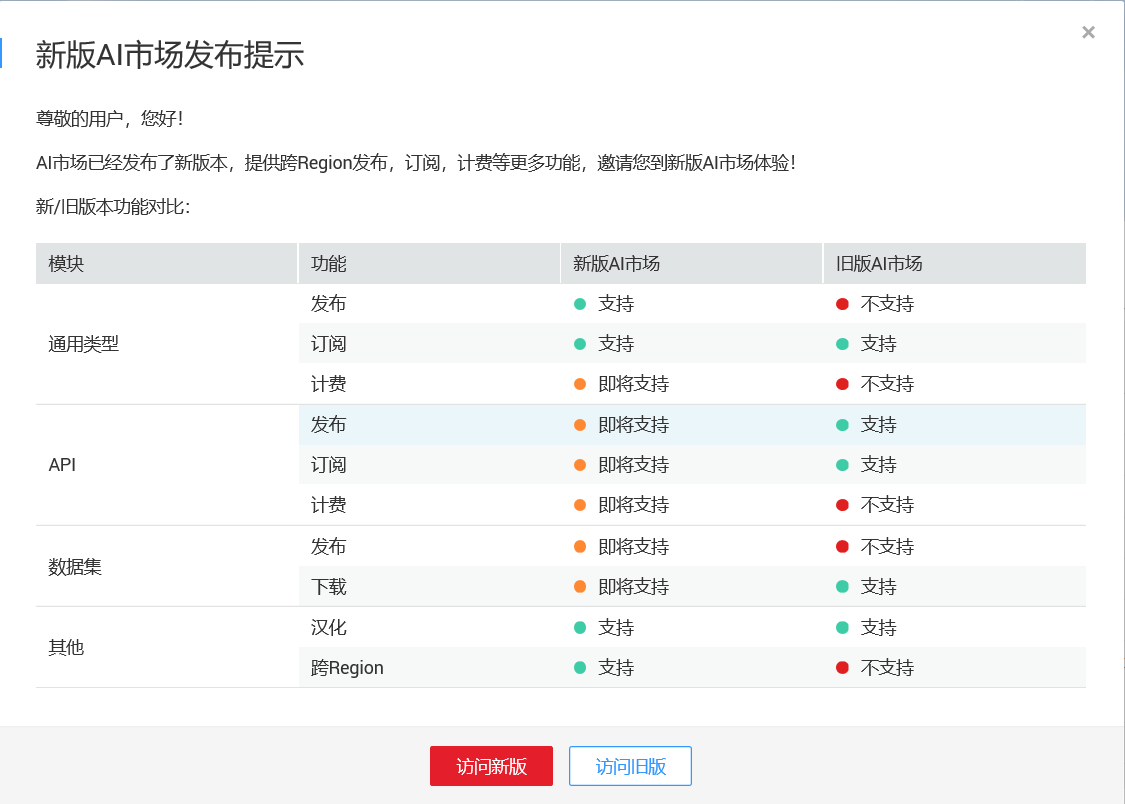 新版AI市场发布提示
尊敬的用户，您好！
AI市场已经发布了新版本，提供跨Region发布，订阅，计费等更多功能，邀请您到新版AI市场体验！
新/旧版本功能对比：
模块 功能 新版AI市场 旧版AI市场
通用类型
发布 支持 不支持
订阅 支持 支持
计费 即将支持 不支持
API
发布 即将支持 支持
订阅 即将支持 支持
计费 即将支持 不支持
数据集
发布 即将支持 不支持
下载 即将支持 支持
其他
汉化 支持 支持
跨Region 支持 不支持
访问新版 访问旧版